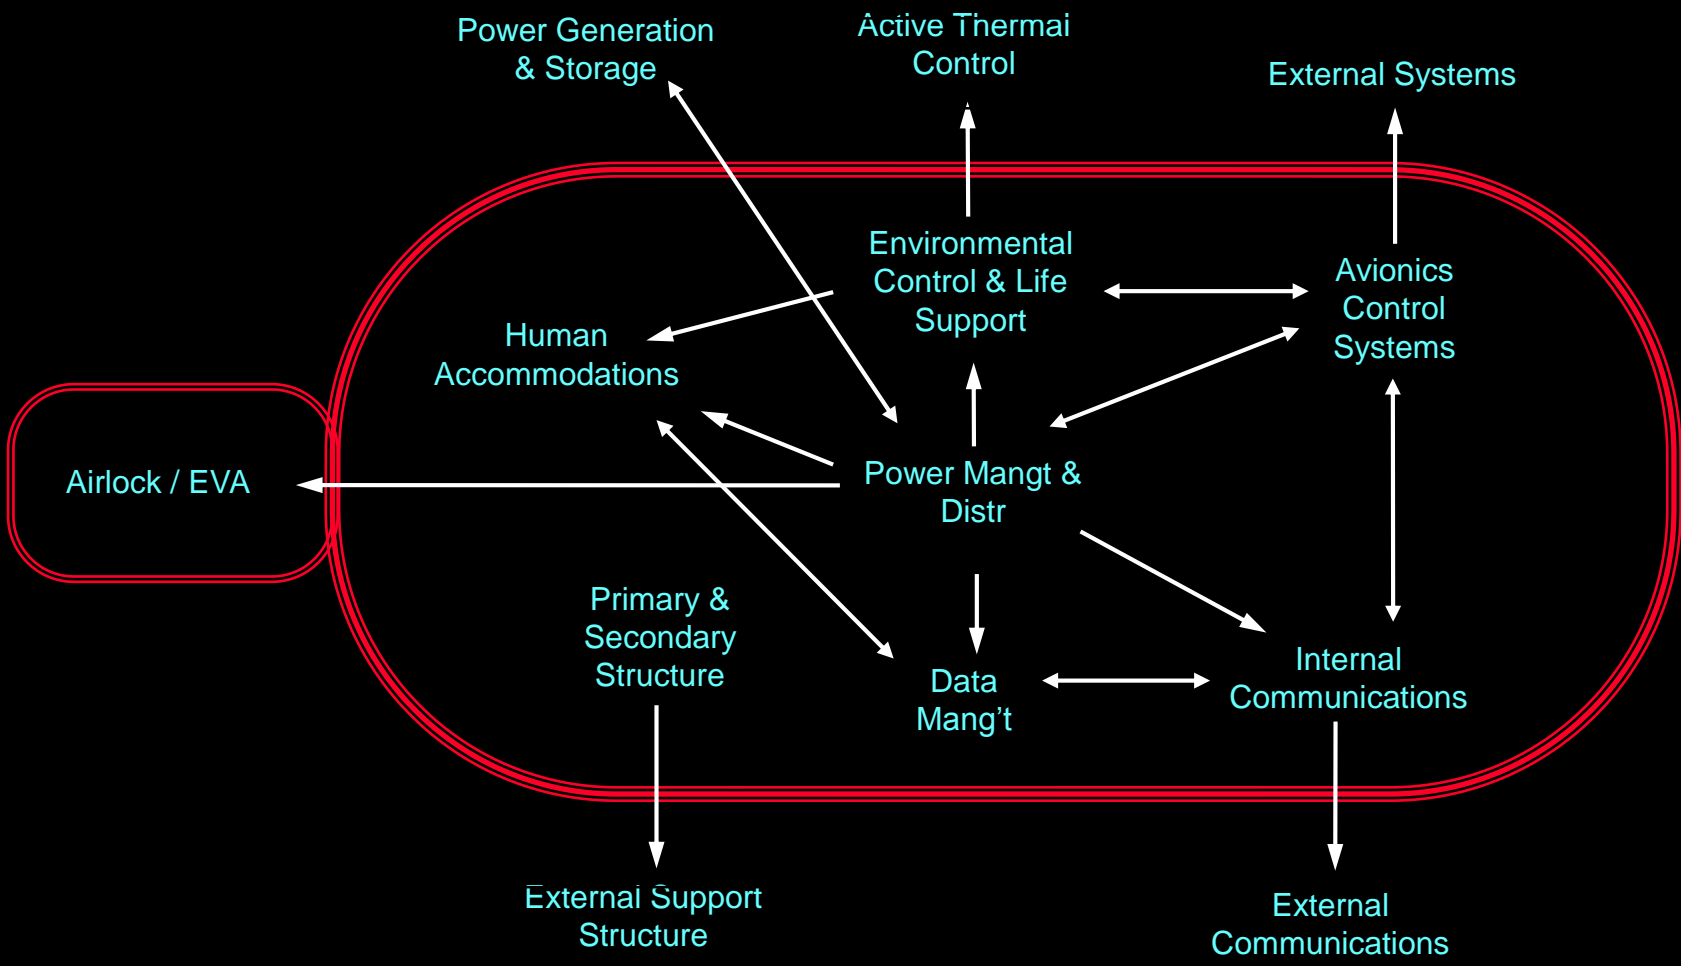 Power Generation
& Storage
Active Thermal
Control
External Systems
Environmental
Control & Life
Support
Avionics
Control
Systems
Human
Accommodations
Airlock / EVA
Power Mangt &
Distr
Primary &
Secondary
Structure
Data
Mang’t
Internal
Communications
External Support
Structure
External
Communications